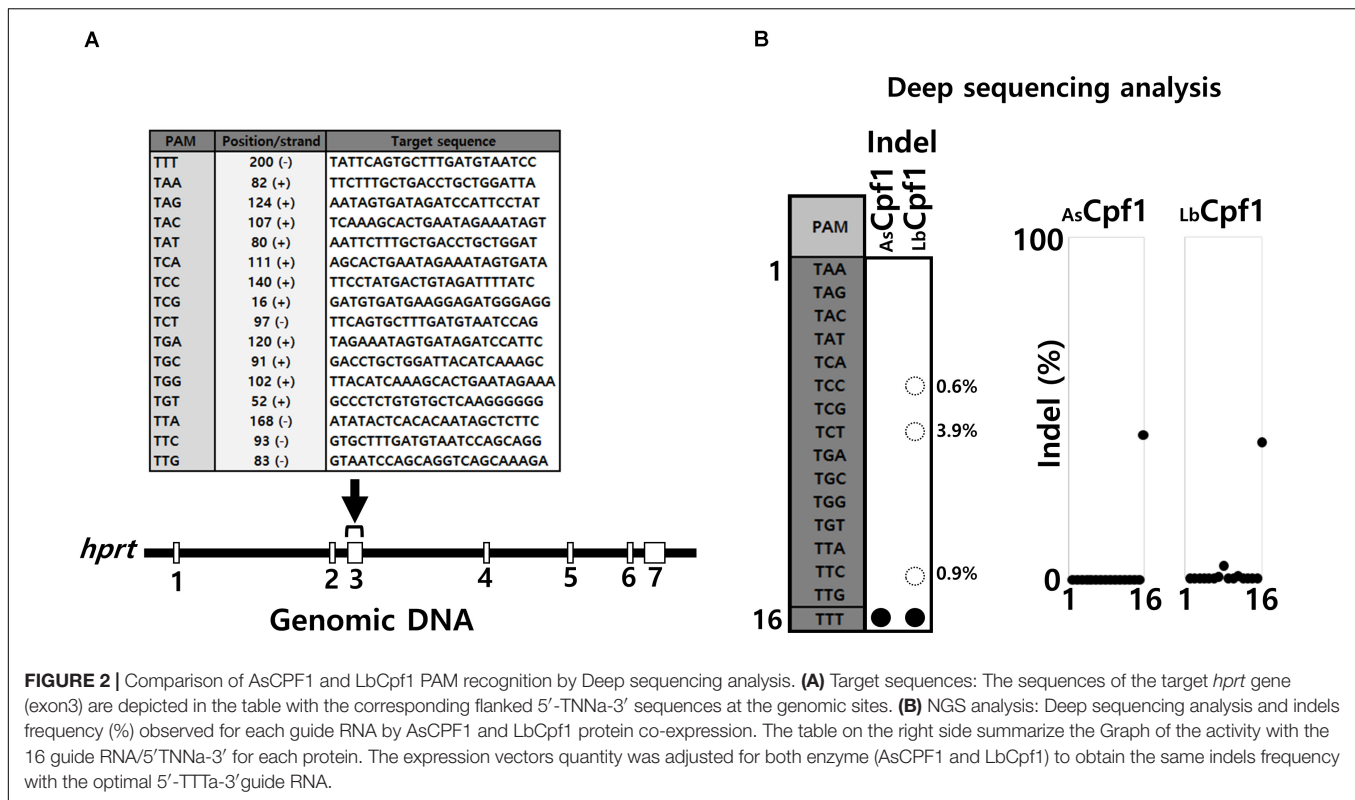 A
PAM Position/strand Target sequence
TTT 200 (-) TATTCAGTGCTTTGATGTAATCC
TAA 82 (+) TTCTTTGCTGACCTGCTGGATTA
TAG 124 (+) AATAGTGATAGATCCATTCCTAT
TAC 107 (+) TCAAAGCACTGAATAGAAATAGT
TAT 80 (+) AATTCTTTGCTGACCTGCTGGAT
TCA 111 (+) AGCACTGAATAGAAATAGTGATA
TCC 140 (+) TTCCTATGACTGTAGATTTTATC
TCG 16 (+) GATGTGATGAAGGAGATGGGAGG
TCT 97 (-) TTCAGTGCTTTGATGTAATCCAG
TGA 120 (+) TAGAAATAGTGATAGATCCATTC
TGC 91 (+) GACCTGCTGGATTACATCAAAGC
TGG 102 (+) TTACATCAAAGCACTGAATAGAAA
TGT 52 (+) GCCCTCTGTGTGCTCAAGGGGGG
TTA 168 (-) ATATACTCACACAATAGCTCTTC
TTC 93 (-) GTGCTTTGATGTAATCCAGCAGG
TTG 83 (-) GTAATCCAGCAGGTCAGCAAAGA
hprt
1 2 3 4 5 6 7
Genomic DNA
B
Deep sequencing analysis
Indel
PAM AsCpf1 LbCpf1
1 TAA
TAG
TAC
TAT
TCA
TCC 0.6%
TCG
TCT 3.9%
TGA
TGC
TGG
TGT
TTA
TTC 0.9%
TTG
16 TTT
AsCpf1 LbCpf1
100
Indel (%)
0
1 16 1 16
FIGURE 2 | Comparison of AsCPF1 and LbCpf1 PAM recognition by Deep sequencing analysis. (A) Target sequences: The sequences of the target hprt gene
(exon3) are depicted in the table with the corresponding flanked 5′-TNNa-3′ sequences at the genomic sites. (B) NGS analysis: Deep sequencing analysis and indels
frequency (%) observed for each guide RNA by AsCPF1 and LbCpf1 protein co-expression. The table on the right side summarize the Graph of the activity with the
16 guide RNA/5′TNNa-3′ for each protein. The expression vectors quantity was adjusted for both enzyme (AsCPF1 and LbCpf1) to obtain the same indels frequency
with the optimal 5′-TTTa-3′guide RNA.